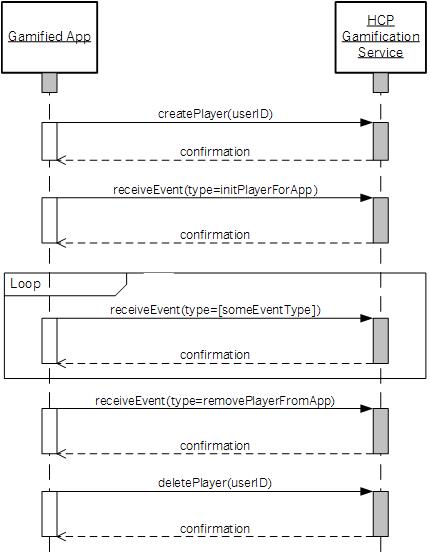 Gamified App
HCP
Gamification
Service
createPlayer(userID)
confirmation
receiveEvent(type=initPlayerForApp)
confirmation
Loop
receiveEvent(type=[someEventType])
confirmation
receiveEvent(type=removePlayerFromApp)
confirmation
deletePlayer(userID)
confirmation